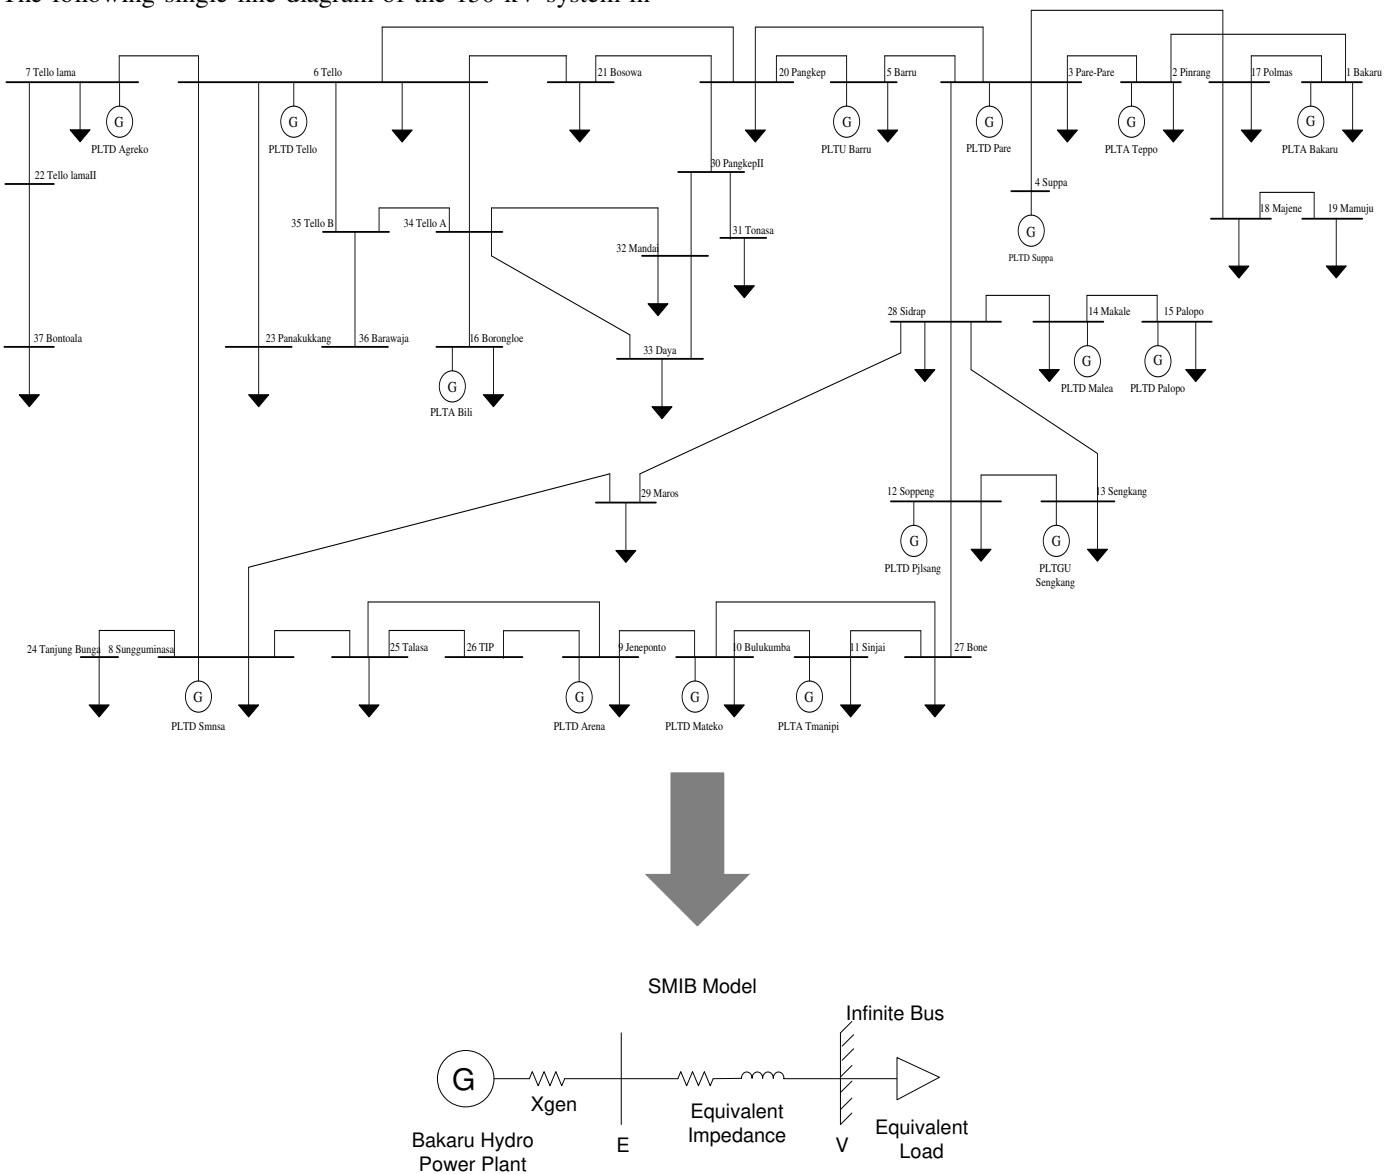 The following single line diagram of the 150 kV system in
7 Tello lama
6 Tello
21 Bosowa
20 Pangkep
5 Barru
3 Pare-Pare
2 Pinrang
17 Polmas
1 Bakaru
G
G
G
G
G
G
PLTD Agreko
PLTD Tello
PLTU Barru
PLTD Pare
PLTA Teppo
PLTA Bakaru
30 PangkepII
22 Tello lamaII
4 Suppa
35 Tello B
34 Tello A
31 Tonasa
32 Mandai
G
PLTD Suppa
18 Majene
19 Mamuju
28 Sidrap
14 Makale
15 Palopo
37 Bontoala
23 Panakukkang
36 Barawaja
16 Borongloe
33 Daya
G
G
G
PLTA Bili
PLTD Malea
PLTD Palopo
29 Maros
12 Soppeng
13 Sengkang
G
G
PLTD Pjlsang
PLTGU
Sengkang
24 Tanjung Bunga
8 Sungguminasa
25 Talasa
26 TIP
9 Jeneponto
10 Bulukumba
11 Sinjai
27 Bone
G
G
G
G
PLTD Smnsa
PLTD Arena
PLTD Mateko
PLTA Tmanipi
SMIB Model
Infinite Bus
G
Xgen
Equivalent
Impedance
Equivalent
Load
E
V
Bakaru Hydro
Power Plant